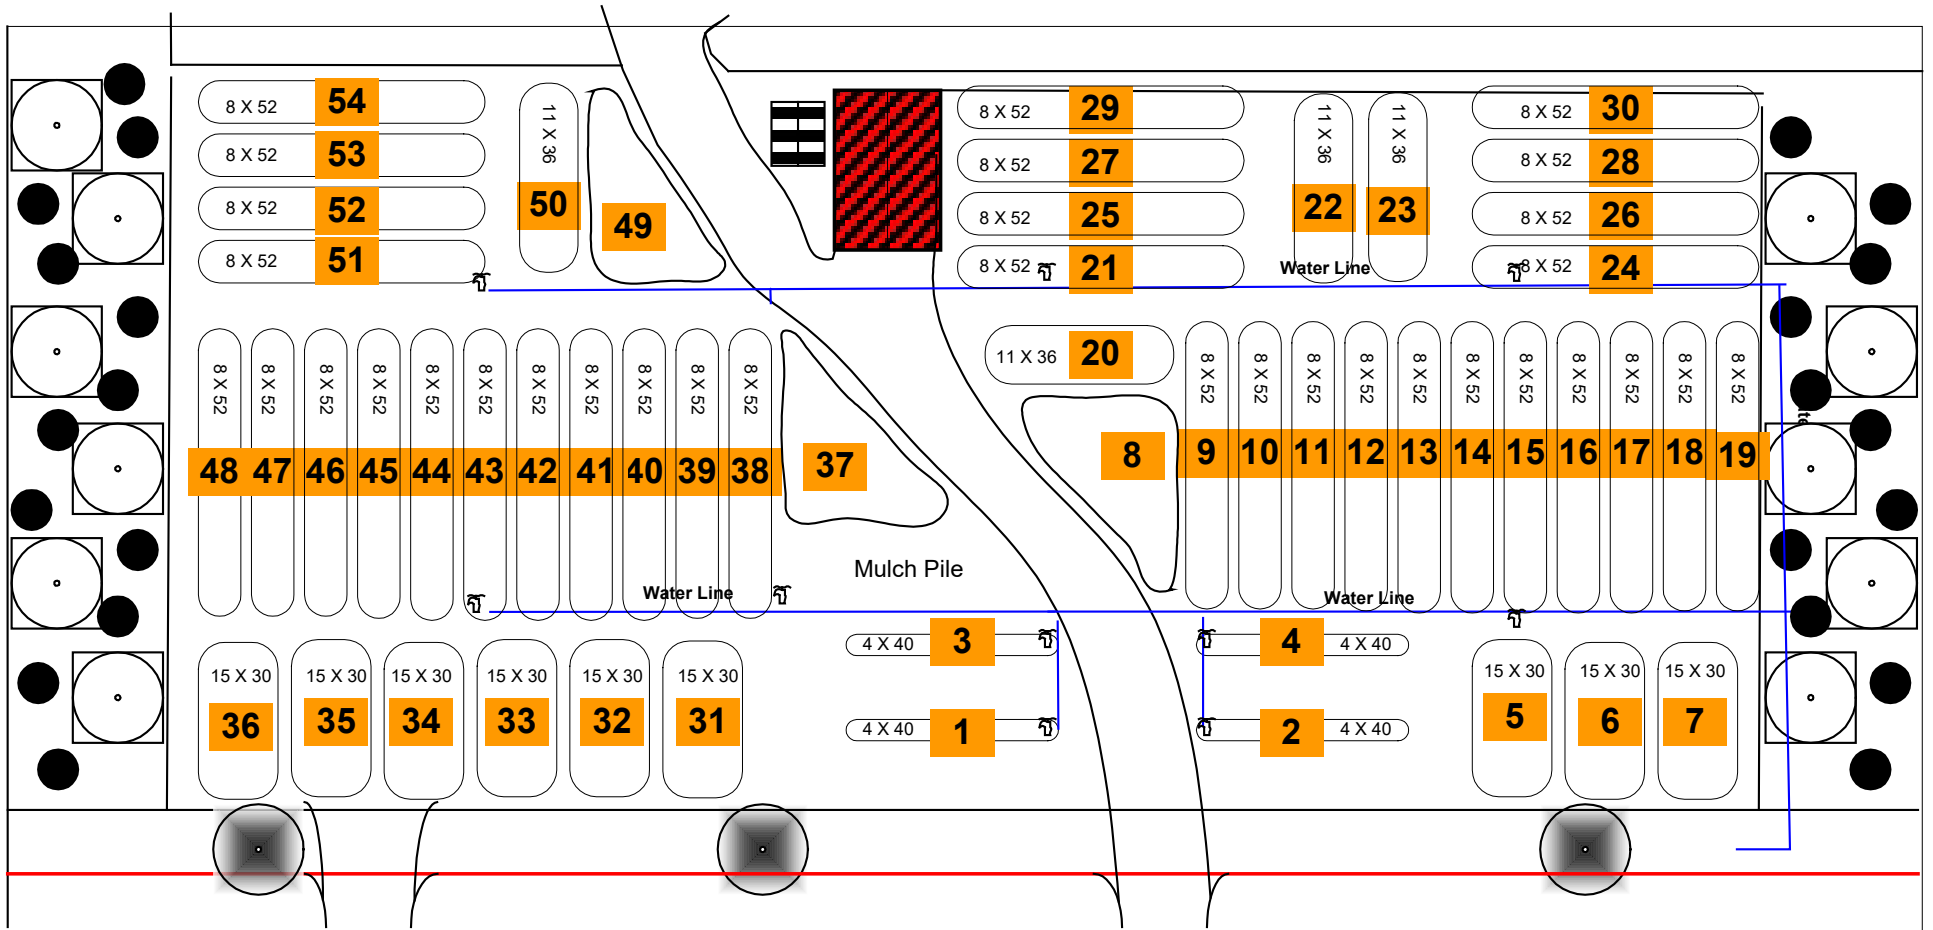 8 X 52 54
8 X 52 53
8 X 52 52
8 X 52 51
11 X 36 50
49
8 X 52 29
8 X 52 27
8 X 52 25
8 X 52 21
11 X 36 22
11 X 36 23
8 X 52 30
8 X 52 28
8 X 52 26
8 X 52 24
Water Line
8 X 52 8 X 52 8 X 52 8 X 52 8 X 52 8 X 52 8 X 52 8 X 52 8 X 52 8 X 52 8 X 52
48 47 46 45 44 43 42 41 40 39 38
37
11 X 36 20
8
8 X 52 8 X 52 8 X 52 8 X 52 8 X 52 8 X 52 8 X 52 8 X 52 8 X 52 8 X 52 8 X 52
9 10 11 12 13 14 15 16 17 18 19
Mulch Pile
Water Line
Water Line
3 4 X 40
4 4 X 40
4 X 40 1
2 4 X 40
15 X 30 15 X 30 15 X 30 15 X 30 15 X 30 15 X 30
36 35 34 33 32 31
15 X 30 15 X 30 15 X 30
5 6 7